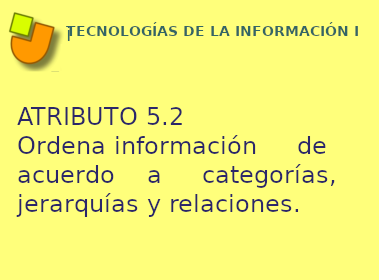 TECNOLOGÍAS DE LA INFORMACIÓN I
I
ATRIBUTO 5.2
Ordena información de
acuerdo a categorías,
jerarquías y relaciones.